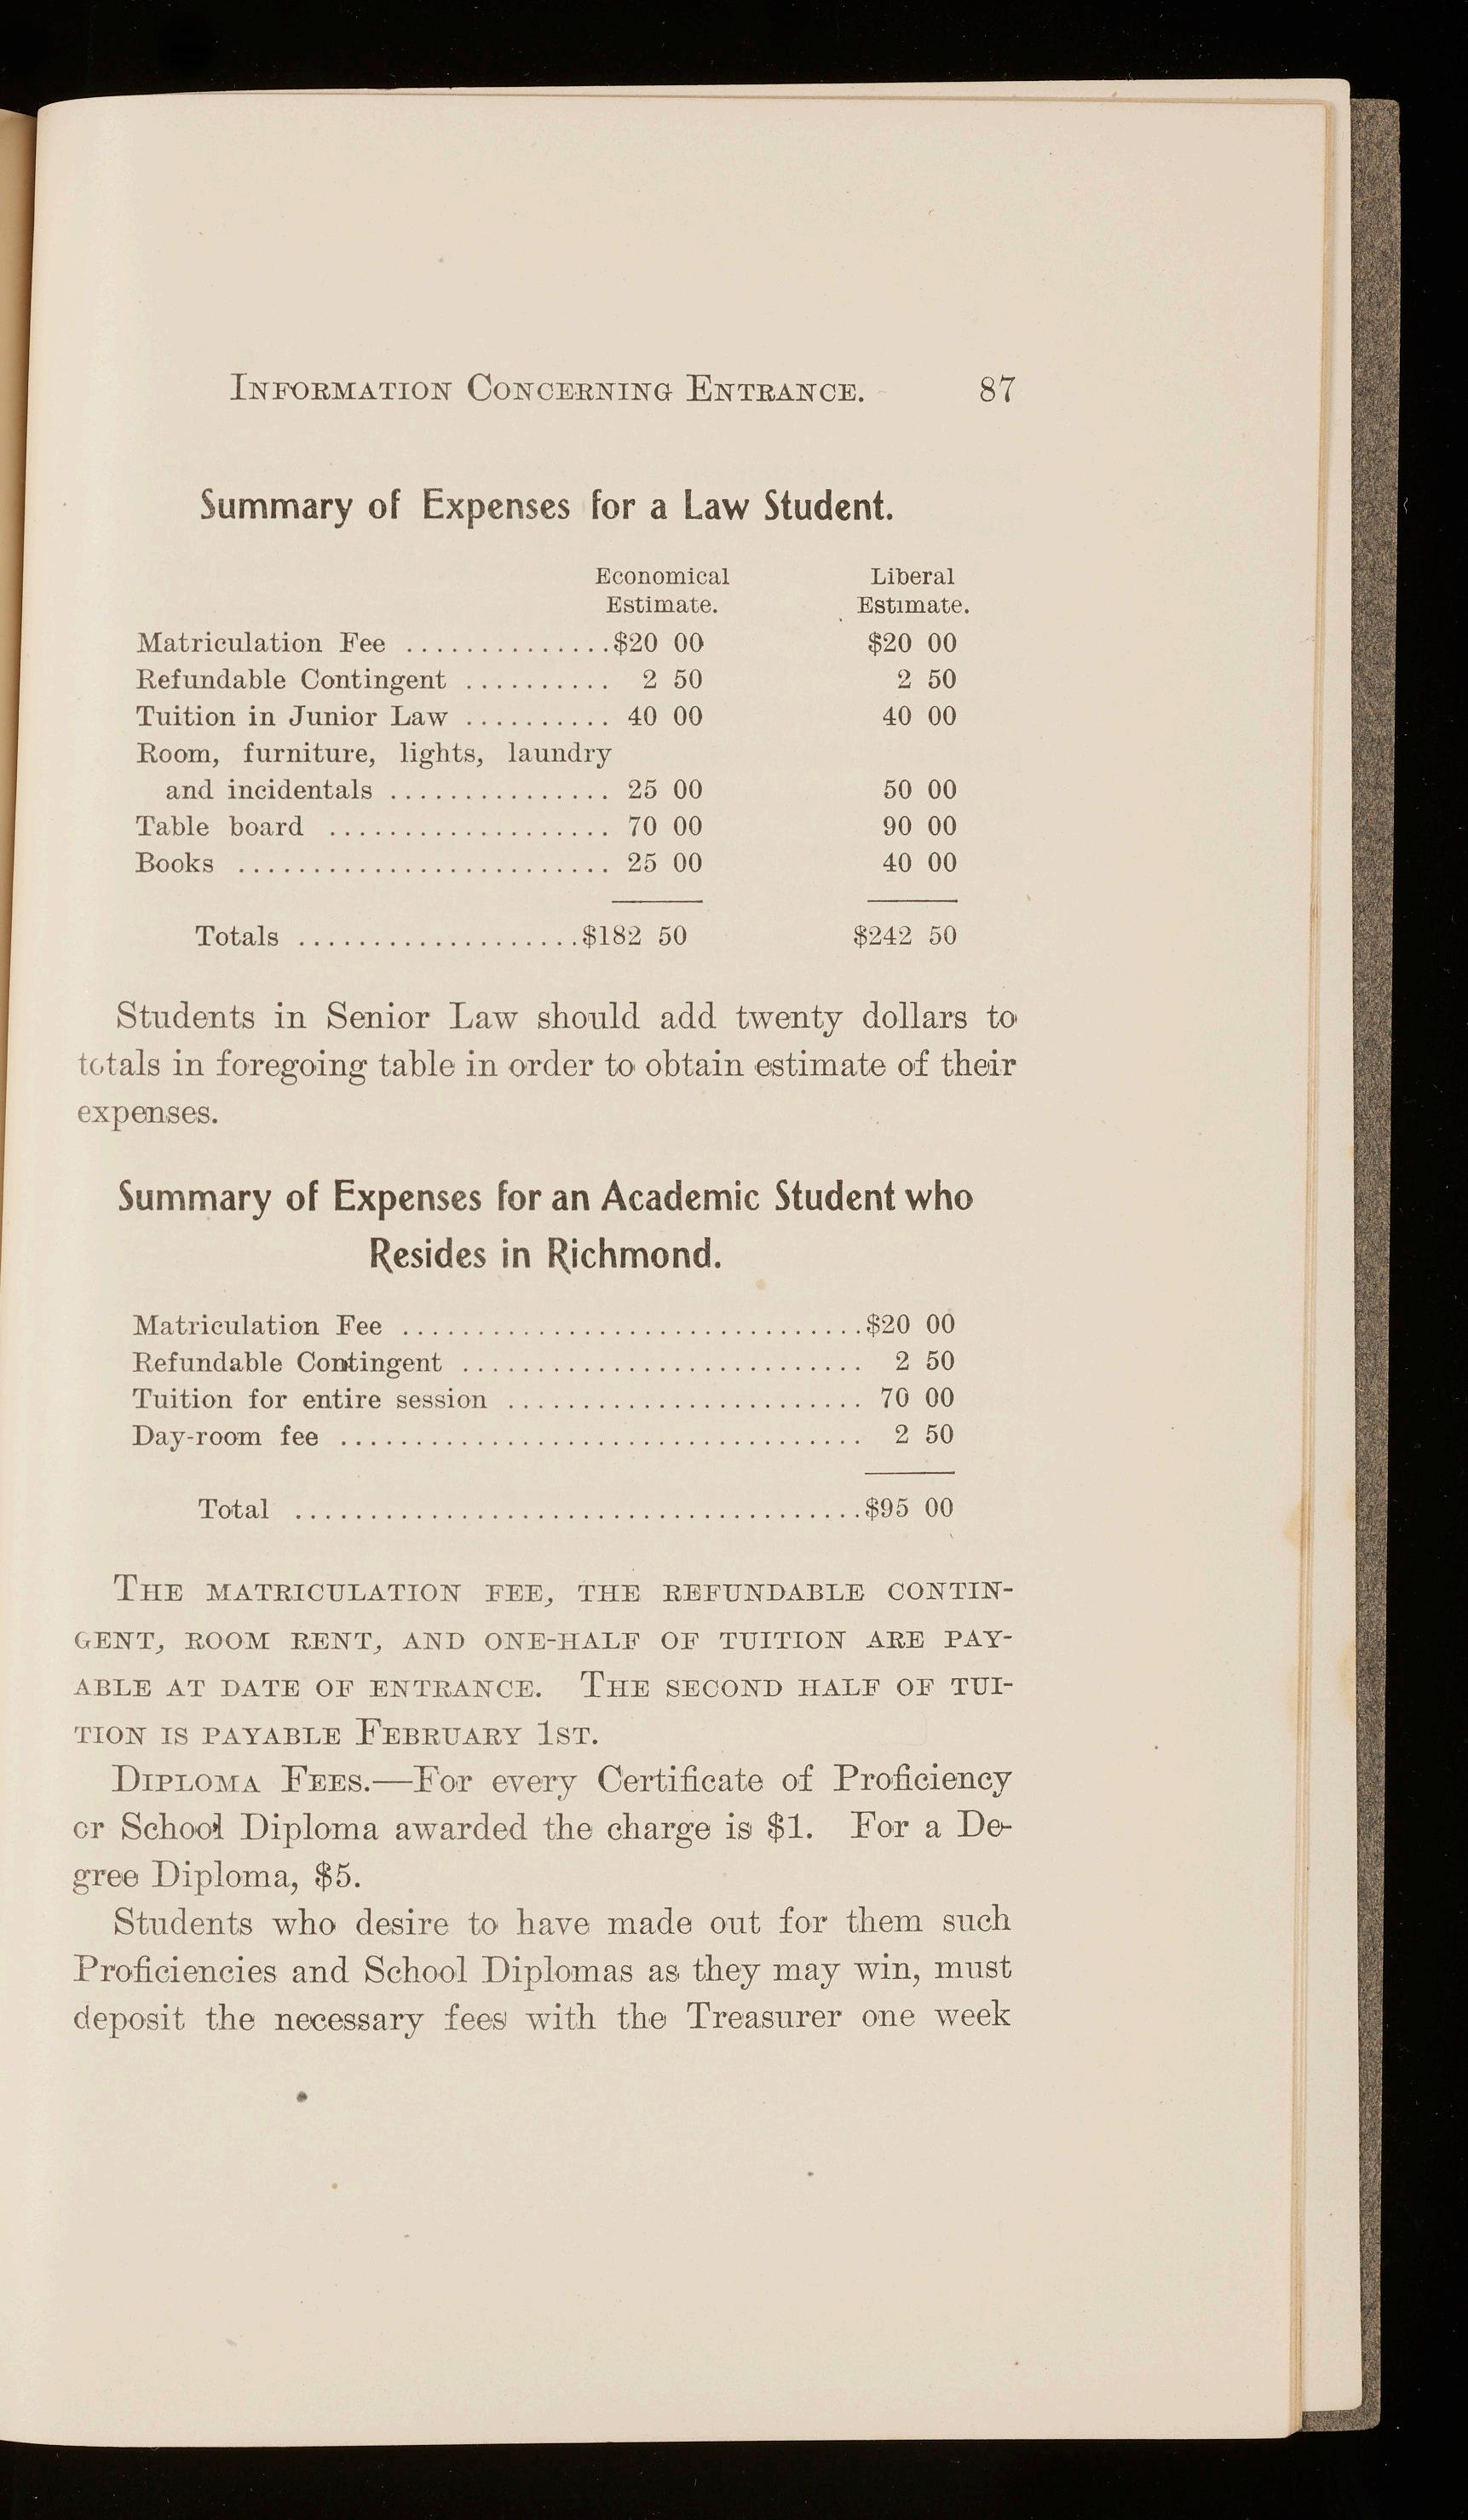 INFORMATION CONCERNING ENTRANCE. 87
Summary of Expenses for a Law Student.
Economical Liberal
Estimate. Estimate.
Matriculation Fee ..............$20 00 $20 00
Refundable Contingent .......... 2 50 2 50
Tuition in Junior Law .......... 40 00 40 00
Room, furniture, lights, laundry
and incidentals ............... 25 00 50 00
Table board ................... 70 00 90 00
Books ......................... 25 00 40 00
Totals ...................$182 50 $242 50
Students in Senior Law should add twenty dollars to
totals in foregoing table in order to obtain estimate of their
expenses.
Summary of Expenses for an Academic Student who
Resides in Richmond.
Matriculation Fee ...............................$20 00
Refundable Contingent ........................... 2 50
Tuition for entire session ........................ 70 00
Day-room fee ................................... 2 50
Total ......................................$95 00
THE MATRICULATION FEE, THE REFUNDABLE CONTIN-
GENT, ROOM RENT, AND ONE-HALF OF TUITION ARE PAY-
ABLE AT DATE OF ENTRANCE. THE SECOND HALF OF TUI-
TION IS PAYABLE FEBRUARY 1ST.
DIPLOMA FEES.—For every Certificate of Proficiency
or School Diploma awarded the charge is $1. For a De-
gree Diploma, $5.
Students who desire to have made out for them such
Proficiencies and School Diplomas as they may win, must
deposit the necessary fees with the Treasurer one week